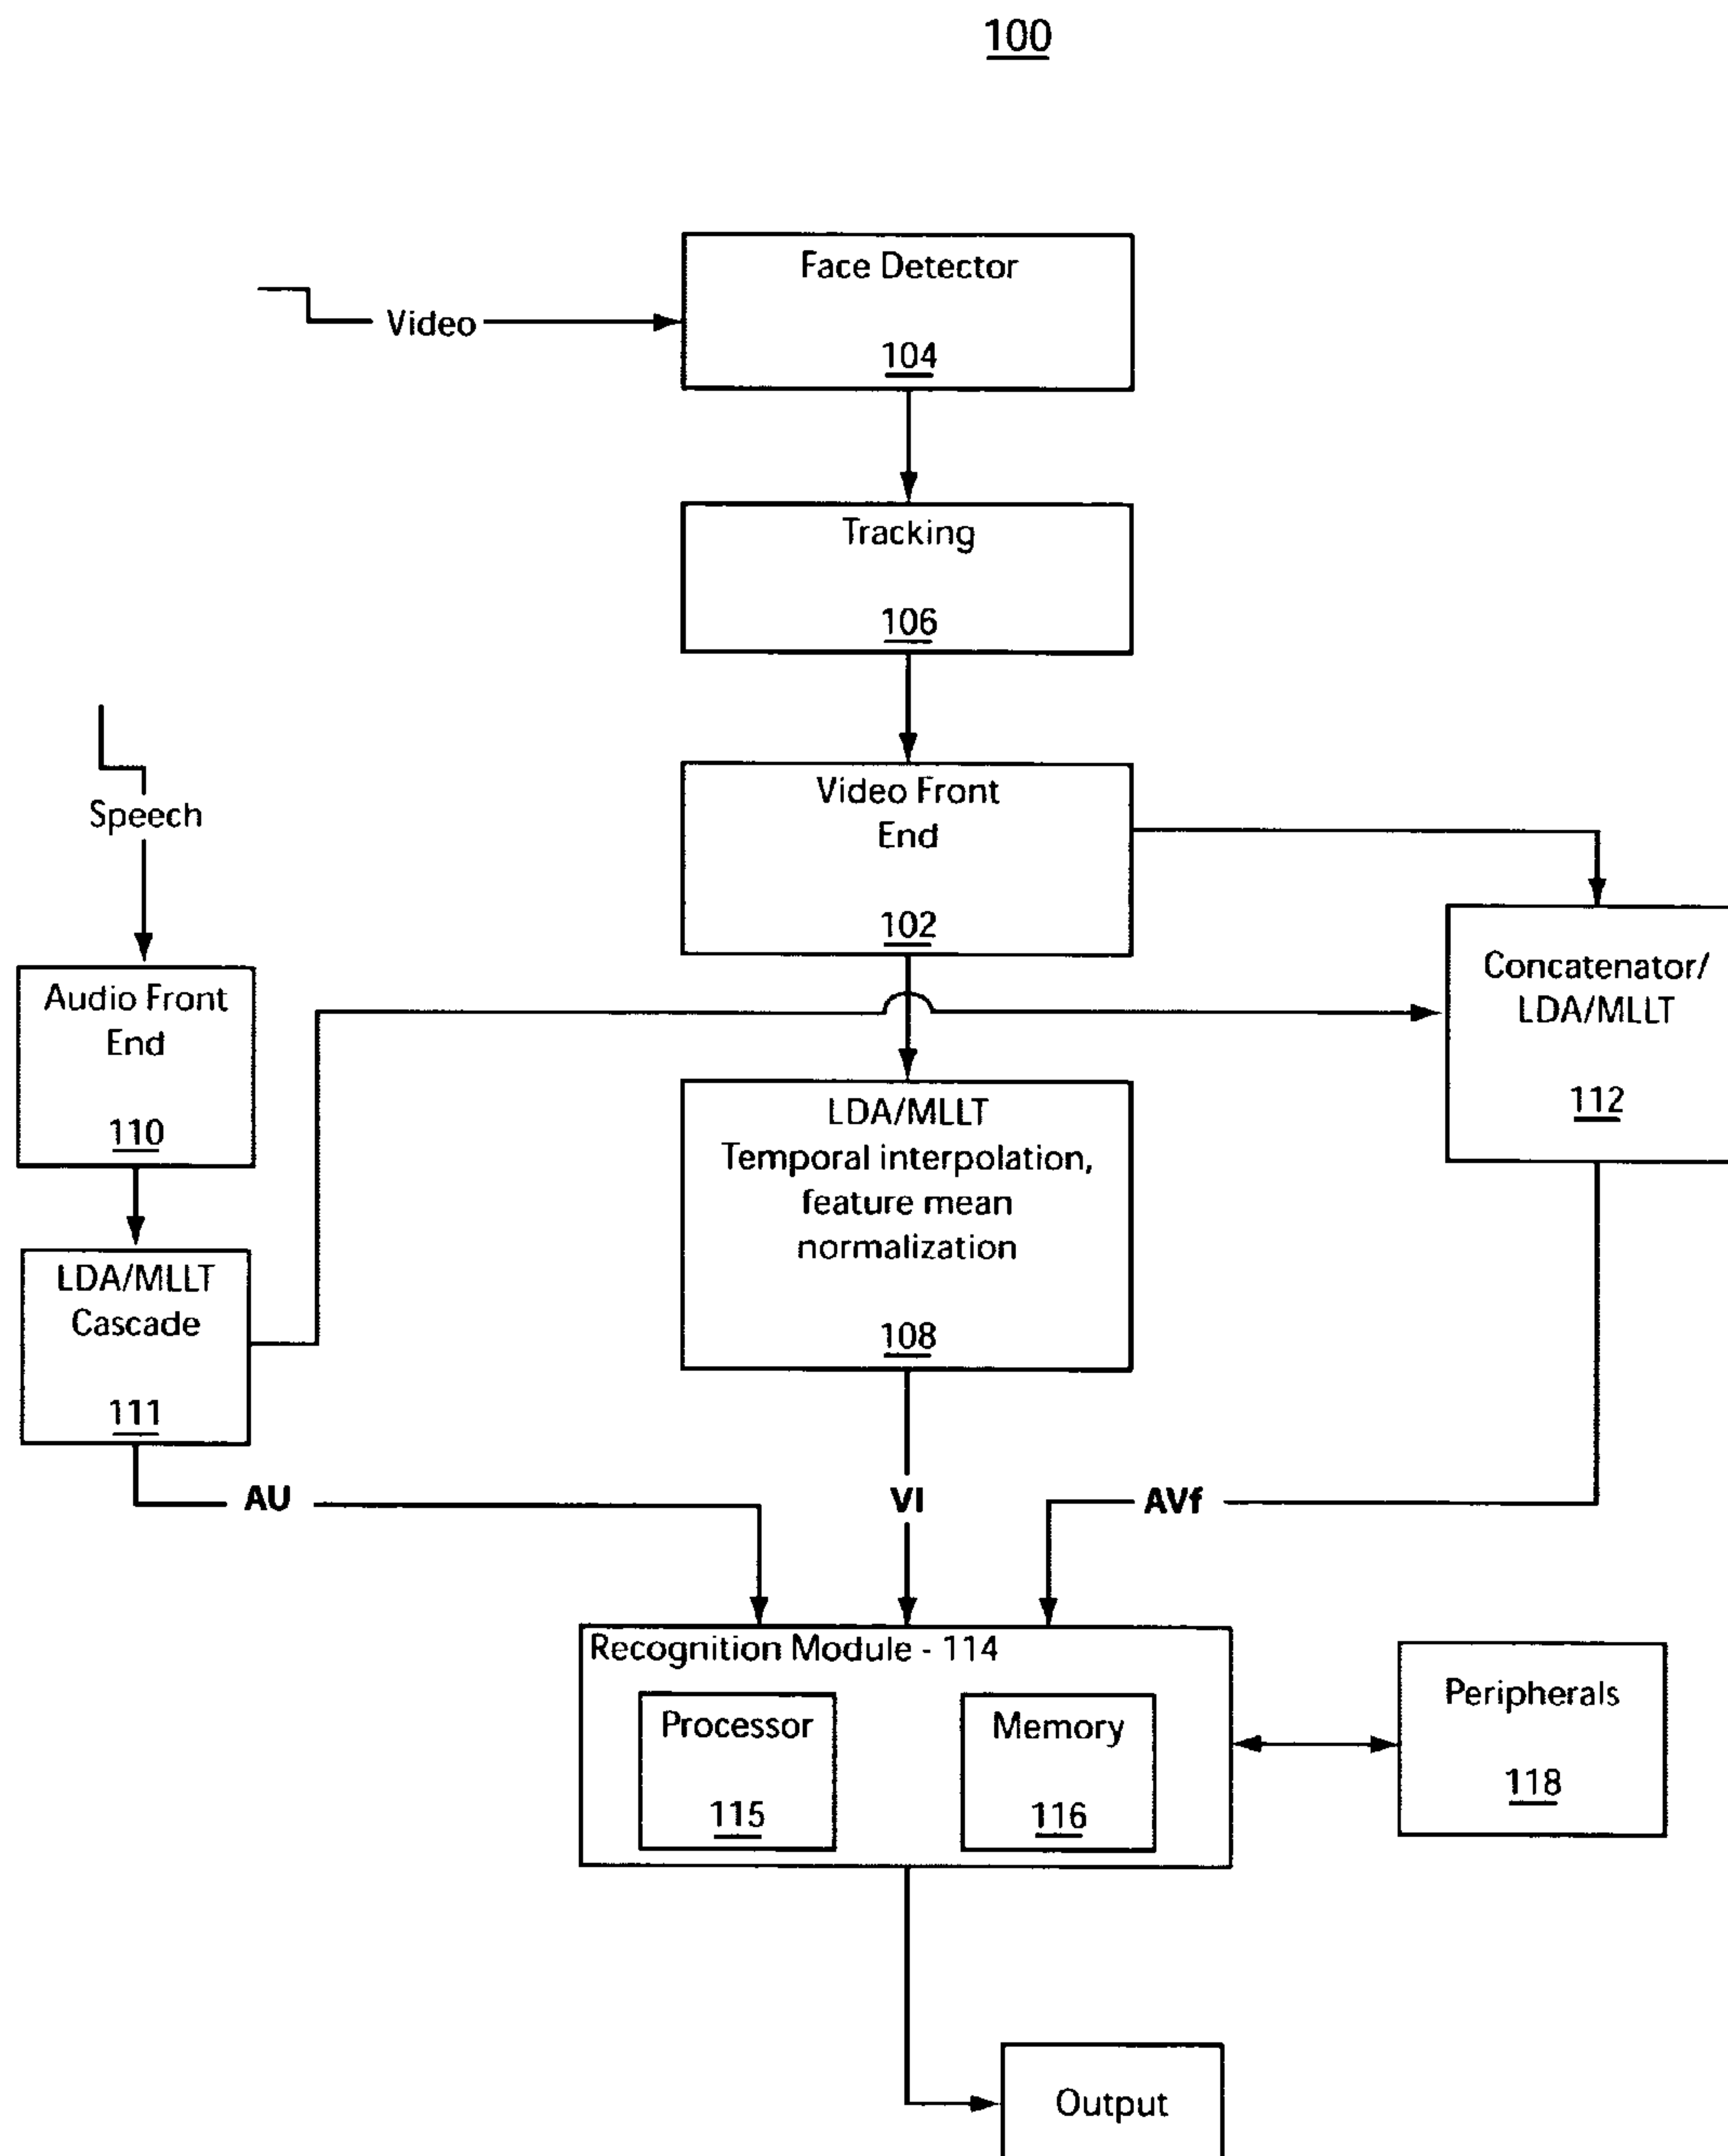 100
Face Detector
104
Video
Tracking
106
Video Front
End
102
Speech
Audio Front
End
110
Concatenator/
LDA/MLLT
112
LDA/MLLT
Temporal interpolation,
feature mean
normalization
108
LDA/MLLT
Cascade
111
AU
VI
AVf
Recognition Module - 114
Processor
115
Memory
116
Peripherals
118
Output